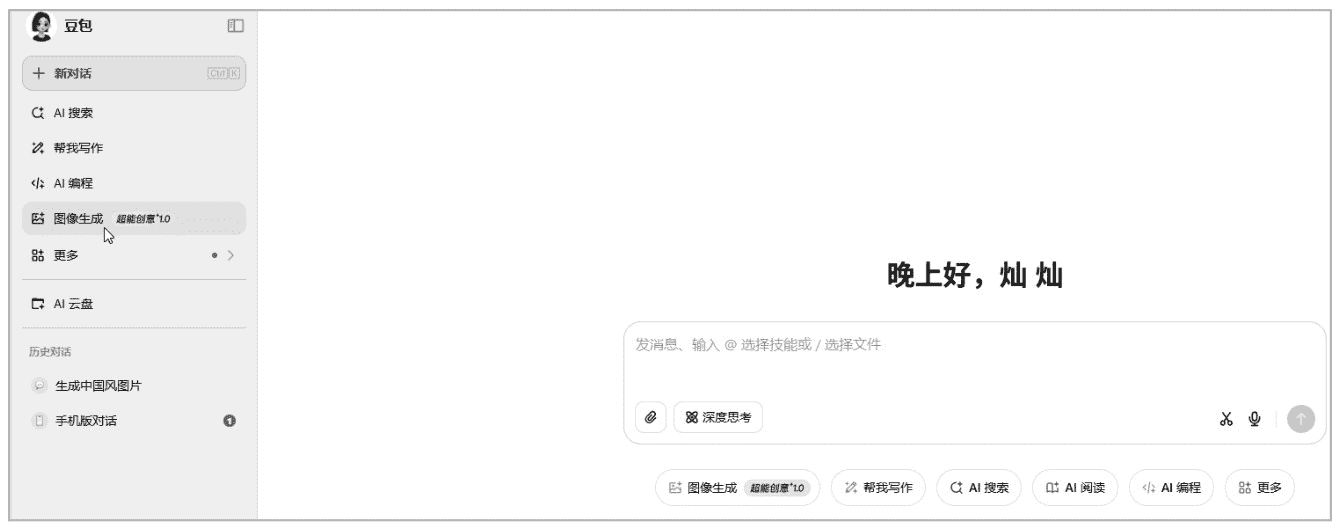 豆包
新对话 Ctrl K
AI 搜索
帮我写作
AI 编程
图像生成 超能创意*1.0
更多
AI 云盘
历史对话
生成中国风图片
手机版对话 1
晚上好，灿 灿
发消息、输入 @ 选择技能或 / 选择文件
深度思考
图像生成 超能创意*1.0 帮我写作 AI 搜索 AI 阅读 AI 编程 更多